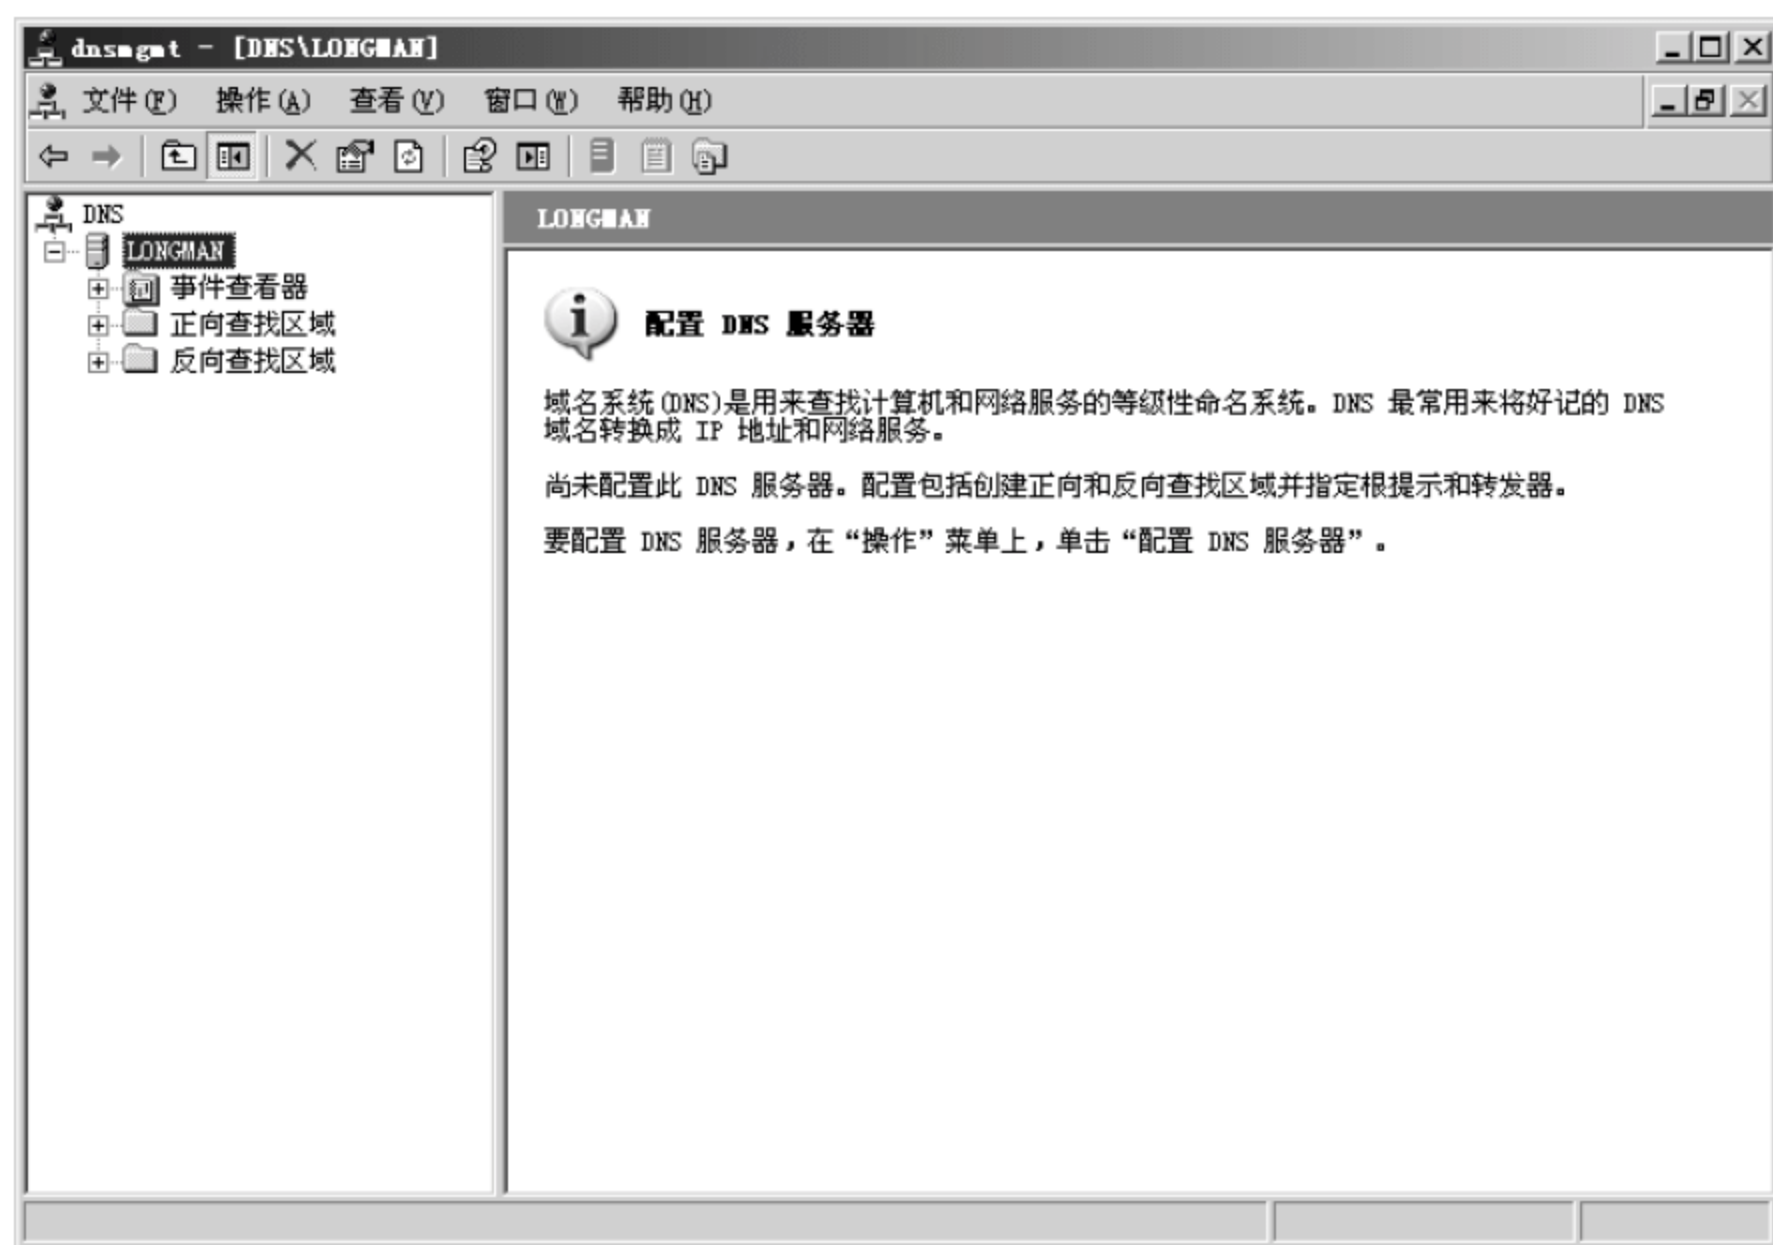 dnsmgmt - [DNS\LONGMAN]
文件(F) 操作(A) 查看(V) 窗口(W) 帮助(H)
DNS
LONGMAN
事件查看器
正向查找区域
反向查找区域
LONGMAN
配置 DNS 服务器
域名系统(DNS)是用来查找计算机和网络服务的等级性命名系统。DNS 最常用来将好记的 DNS
域名转换成 IP 地址和网络服务。
尚未配置此 DNS 服务器。配置包括创建正向和反向查找区域并指定根提示和转发器。
要配置 DNS 服务器，在“操作”菜单上，单击“配置 DNS 服务器”。